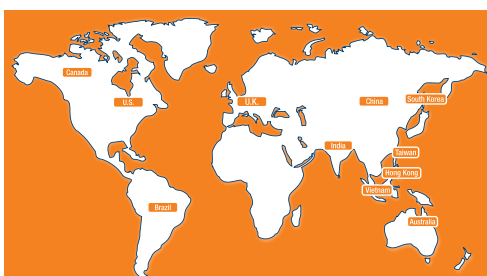 Canada
U.S.
U.K.
China
South Korea
India
Taiwan
Hong Kong
Vietnam
Brazil
Australia